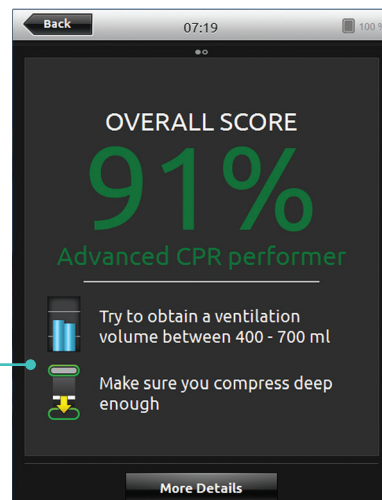 Back
07:19
100 %
OVERALL SCORE
91%
Advanced CPR performer
Try to obtain a ventilation
volume between 400 - 700 ml
Make sure you compress deep
enough
More Details